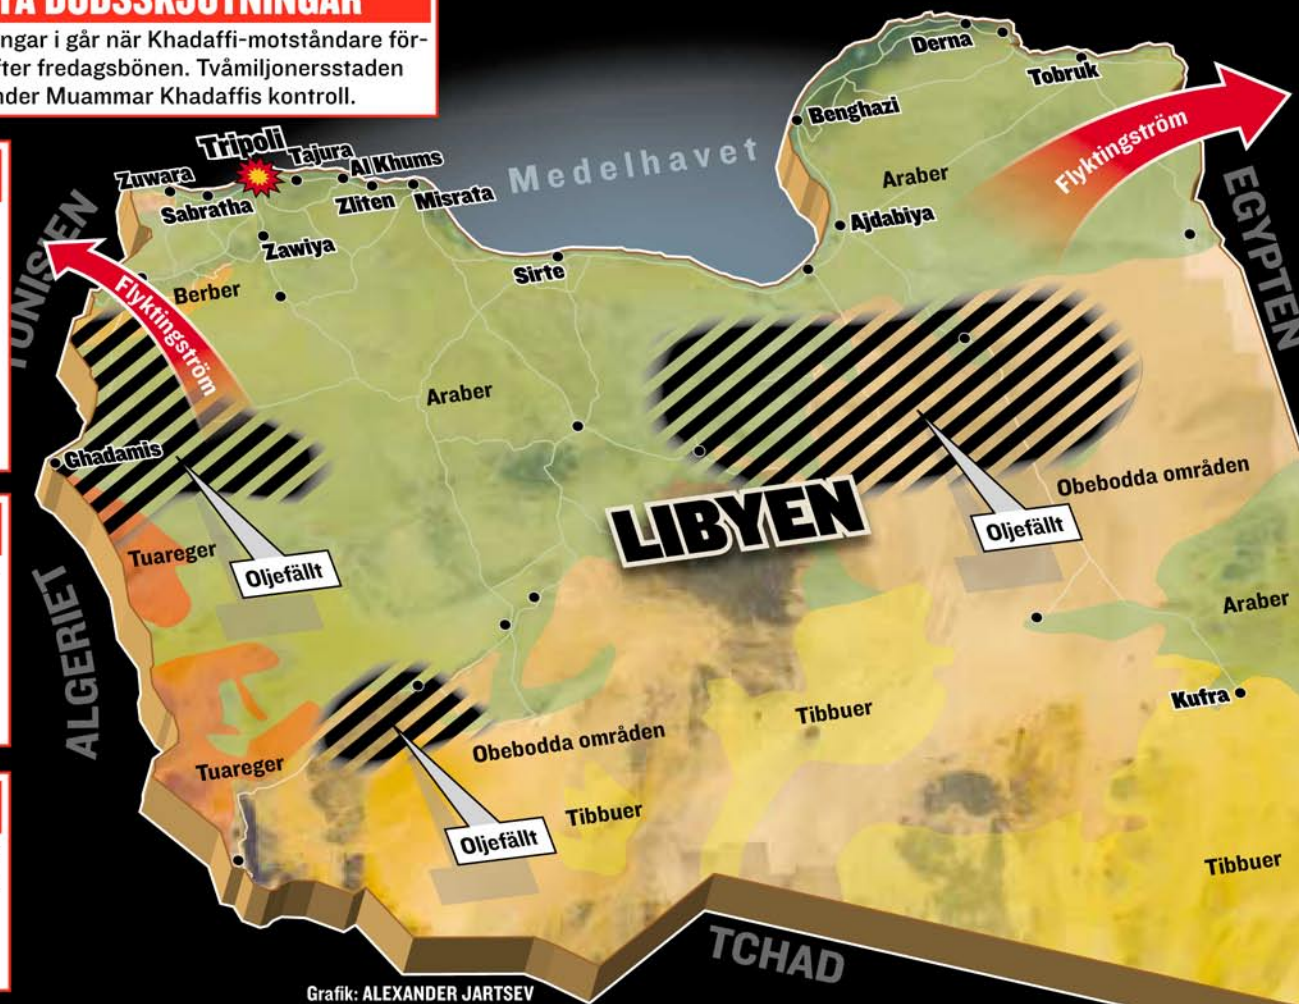 DÖDSSKJUTNINGAR
ngar i går när Khadaffi-motståndare för-
fter fredagsbönen. Tvåmiljonersstaden
nder Muammar Khadaffis kontroll.
Derna
Tobruk
Benghazi
Flyktingström
Tripoli
Tajura
Al Khums
Zuwara
Sabratha
Zliten
Misrata
Medelhavet
Araber
EGYPTEN
Ajdabiya
Zawiya
Sirte
TUNISIEN
Berber
Flyktingström
Araber
Ghadamis
Obebodda områden
LIBYEN
Oljefällt
Tuareger
Oljefällt
Araber
ALGERIET
Kufra
Tibbuer
Obebodda områden
Tuareger
Tibbuer
Oljefällt
Tibbuer
TCHAD
Grafik: ALEXANDER JARTSEV